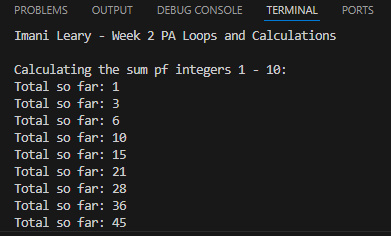 PROBLEMS OUTPUT DEBUG CONSOLE TERMINAL PORTS
Imani Leary - Week 2 PA Loops and Calculations
Calculating the sum pf integers 1 - 10:
Total so far: 1
Total so far: 3
Total so far: 6
Total so far: 10
Total so far: 15
Total so far: 21
Total so far: 28
Total so far: 36
Total so far: 45